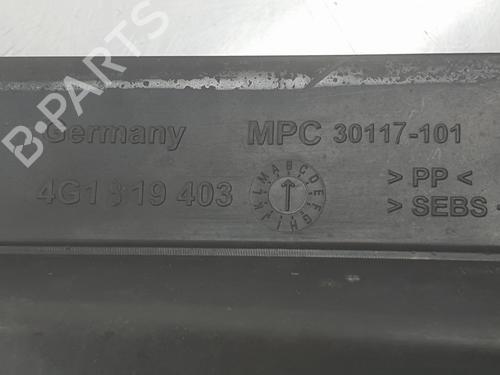 B-PARTS
Germany MPC 30117-101
4G1 819 403
> PP <
> SEBS
A B C D E F G H I J K L M